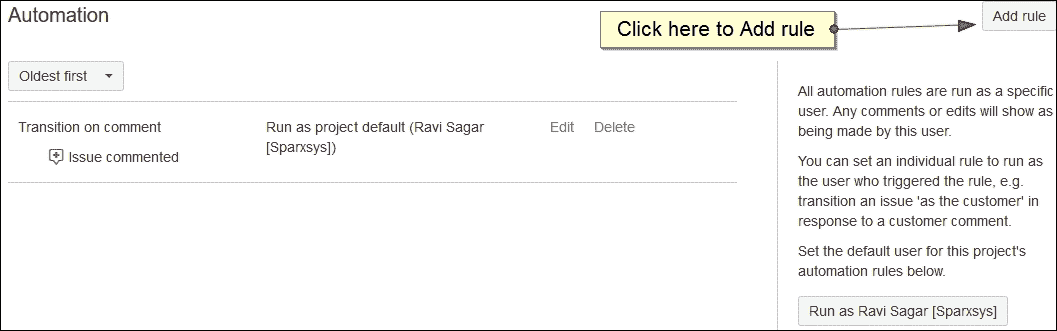 Automation
Click here to Add rule
Add rule
Oldest first
Transition on comment
Issue commented
Run as project default (Ravi Sagar
[Sparxsys])
Edit
Delete
All automation rules are run as a specific
user. Any comments or edits will show as
being made by this user.
You can set an individual rule to run as
the user who triggered the rule, e.g.
transition an issue 'as the customer' in
response to a customer comment.
Set the default user for this project's
automation rules below.
Run as Ravi Sagar [Sparxsys]